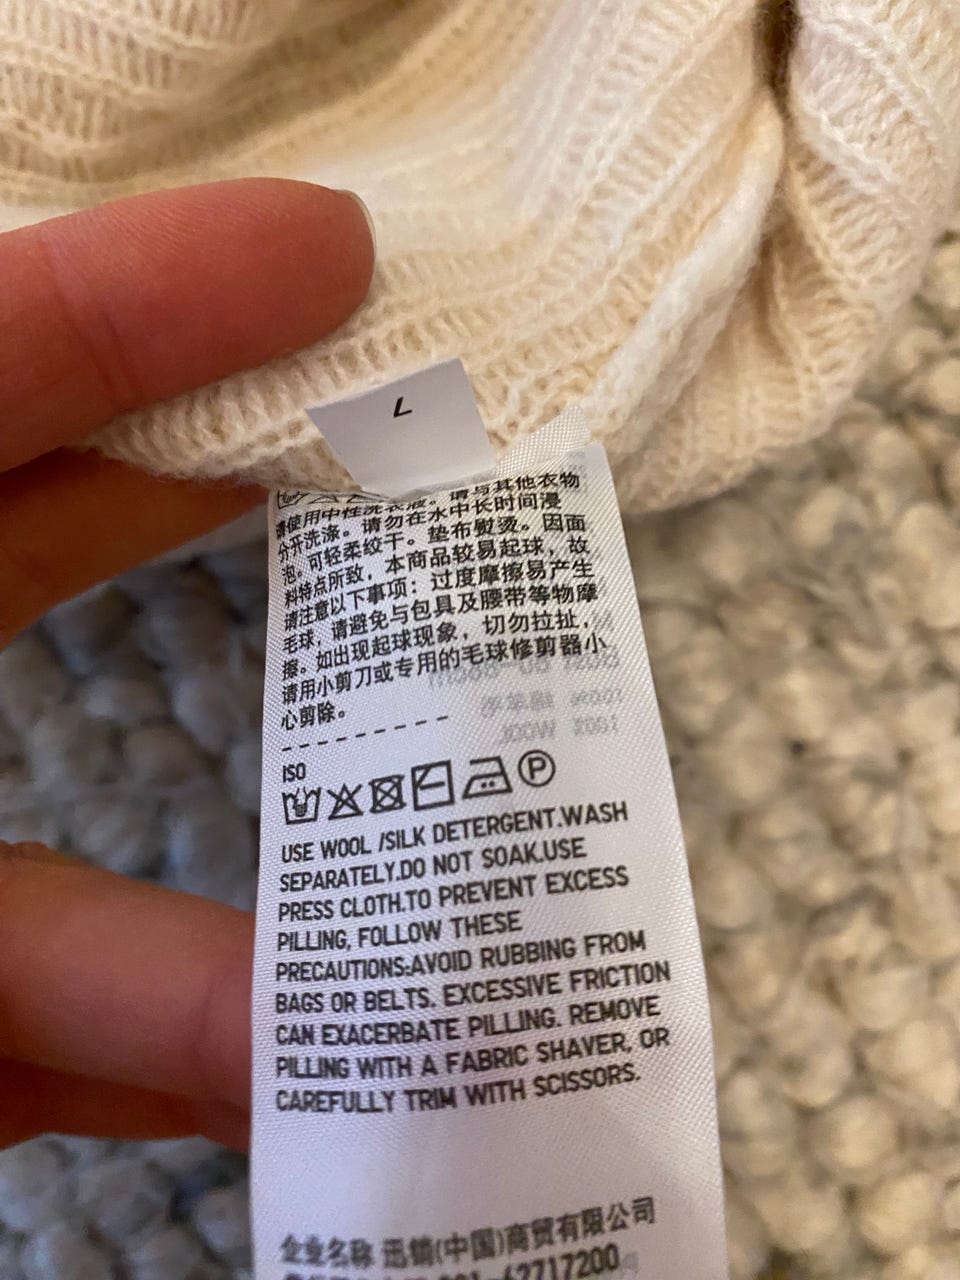 L
请使用中性洗衣液。请与其他衣物
分开洗涤。请勿在水中长时间浸
泡，可轻柔绞干。垫布熨烫。因面
料特点所致，本商品较易起球，故
请注意以下事项：过度摩擦易产生
毛球，请避免与包具及腰带等物摩
擦。如出现起球现象，切勿拉扯，
请用小剪刀或专用的毛球修剪器小
心剪除。
100% WOOL
ISO
P
USE WOOL /SILK DETERGENT.WASH
SEPARATELY.DO NOT SOAK.USE
PRESS CLOTH.TO PREVENT EXCESS
PILLING, FOLLOW THESE
PRECAUTIONS:AVOID RUBBING FROM
BAGS OR BELTS. EXCESSIVE FRICTION
CAN EXACERBATE PILLING. REMOVE
PILLING WITH A FABRIC SHAVER, OR
CAREFULLY TRIM WITH SCISSORS.
企业名称 迅销(中国)商贸有限公司
62717200